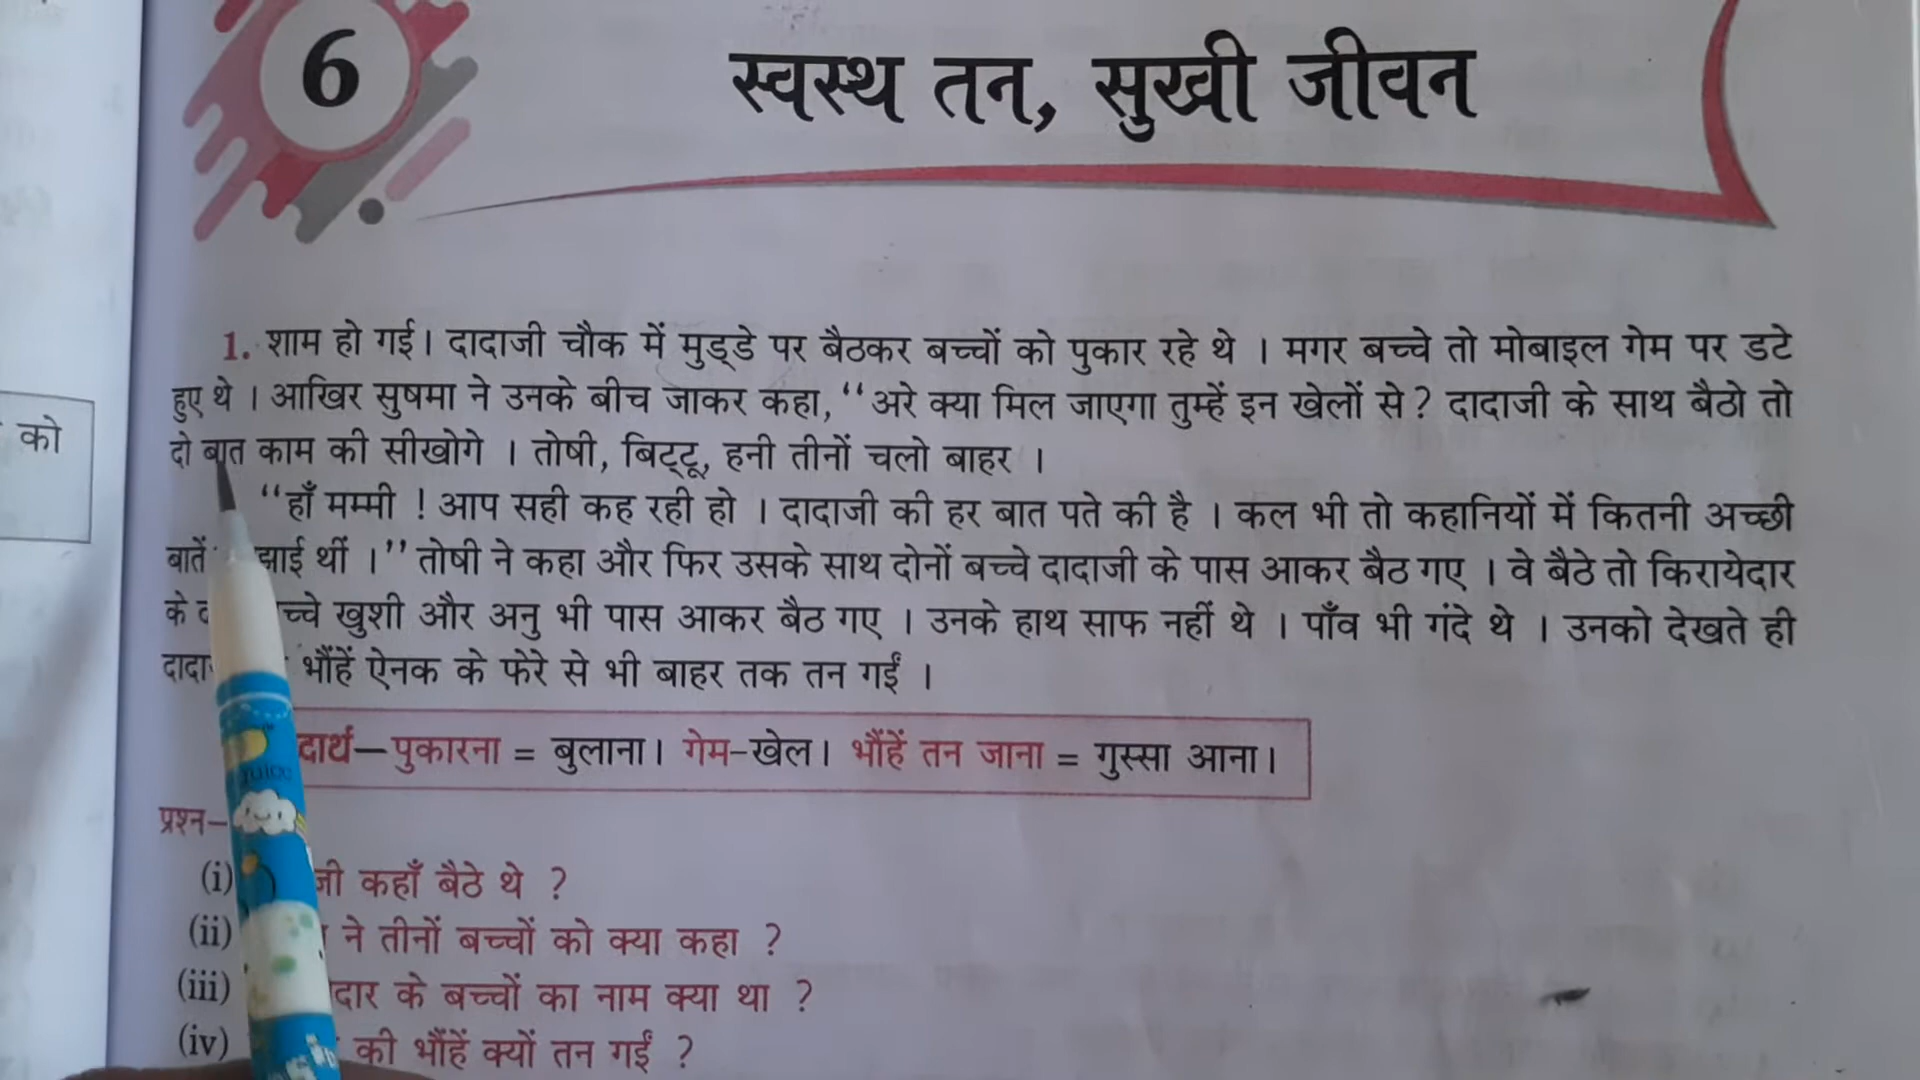 6
स्वस्थ तन, सुखी जीवन
1. शाम हो गई। दादाजी चौक में मुड्डे पर बैठकर बच्चों को पुकार रहे थे । मगर बच्चे तो मोबाइल गेम पर डटे
हुए थे । आखिर सुषमा ने उनके बीच जाकर कहा, “अरे क्या मिल जाएगा तुम्हें इन खेलों से? दादाजी के साथ बैठो तो
को
दो बात काम की सीखोगे । तोषी, बिट्टू, हनी तीनों चलो बाहर ।
“हाँ मम्मी ! आप सही कह रही हो । दादाजी की हर बात पते की है । कल भी तो कहानियों में कितनी अच्छी
बातें थीं ।” तोषी ने कहा और फिर उसके साथ दोनों बच्चे दादाजी के पास आकर बैठ गए । वे बैठे तो किरायेदार
के खुशी और अनु भी पास आकर बैठ गए । उनके हाथ साफ नहीं थे । पाँव भी गंदे थे । उनको देखते ही
भौंहें ऐनक के फेरे से भी बाहर तक तन गईं ।
पुकारना = बुलाना। गेम-खेल। भौंहें तन जाना = गुस्सा आना।
प्रश्न–
(i) कहाँ बैठे थे ?
(ii) ने तीनों बच्चों को क्या कहा ?
(iii) के बच्चों का नाम क्या था ?
(iv) की भौंहें क्यों तन गईं ?
juice